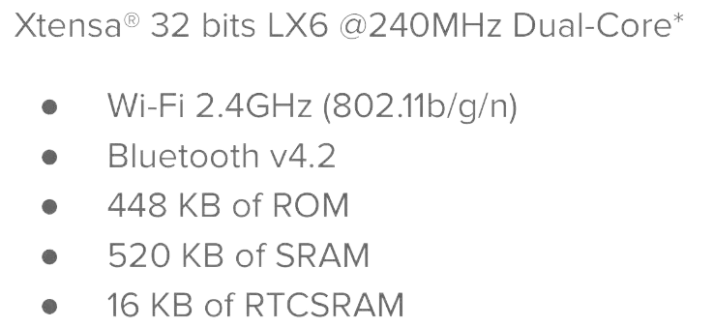 Xtensa® 32 bits LX6 @240MHz Dual-Core*
● Wi-Fi 2.4GHz (802.11b/g/n)
● Bluetooth v4.2
● 448 KB of ROM
● 520 KB of SRAM
● 16 KB of RTCSRAM